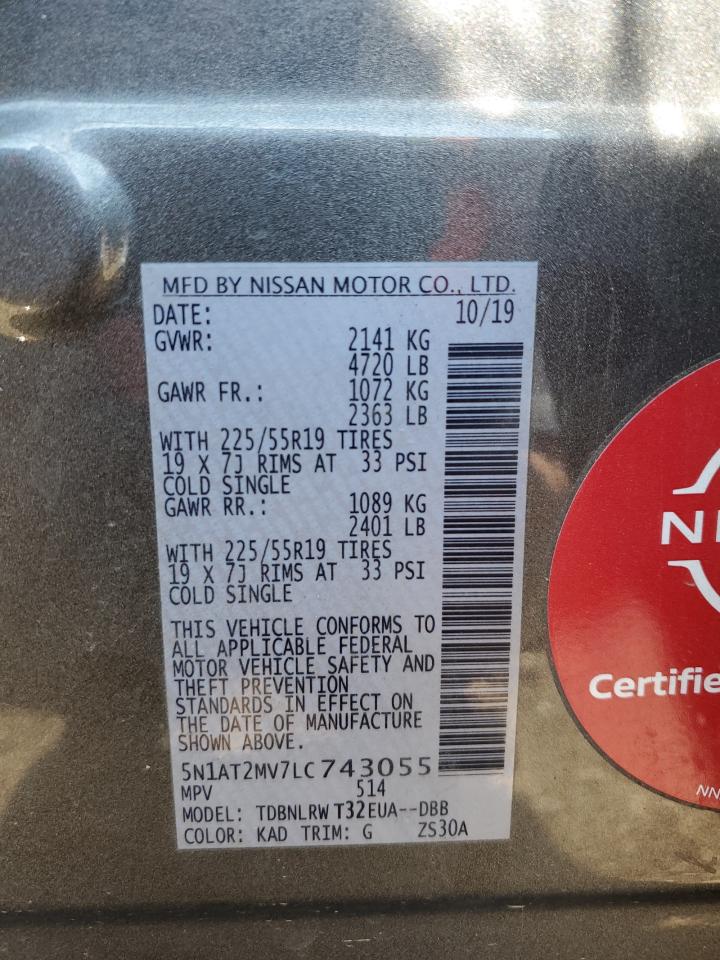 MFD BY NISSAN MOTOR CO., LTD.
DATE: 10/19
GVWR: 2141 KG
4720 LB
GAWR FR.: 1072 KG
2363 LB
WITH 225/55R19 TIRES
19 X 7J RIMS AT 33 PSI
COLD SINGLE
GAWR RR.: 1089 KG
2401 LB
WITH 225/55R19 TIRES
19 X 7J RIMS AT 33 PSI
COLD SINGLE
THIS VEHICLE CONFORMS TO
ALL APPLICABLE FEDERAL
MOTOR VEHICLE SAFETY AND
THEFT PREVENTION
STANDARDS IN EFFECT ON
THE DATE OF MANUFACTURE
SHOWN ABOVE.
5N1AT2MV7LC743055
MPV 514
MODEL: TDBNLRWT32EUA--DBB
COLOR: KAD TRIM: G ZS30A
Certifie
NN